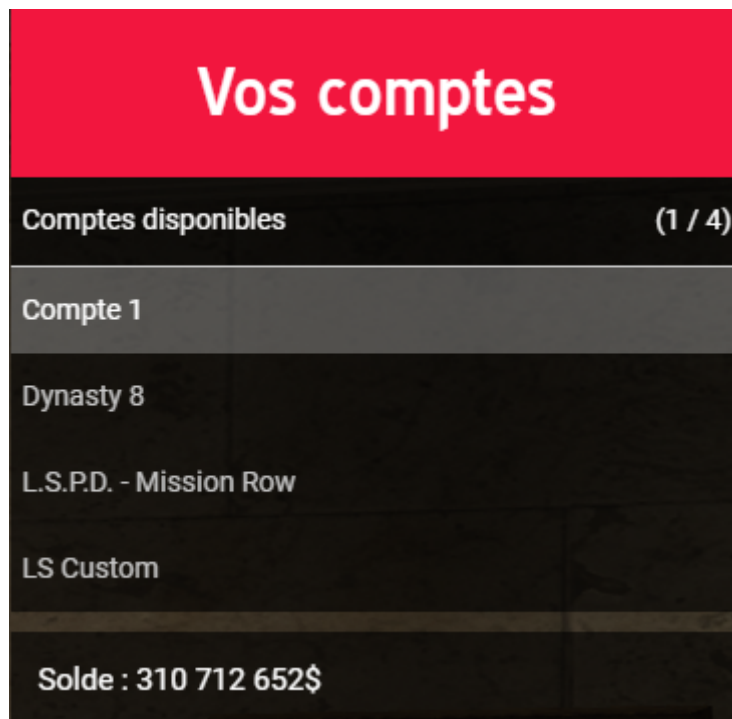 Vos comptes
Comptes disponibles (1 / 4)
Compte 1
Dynasty 8
L.S.P.D. - Mission Row
LS Custom
Solde : 310 712 652$